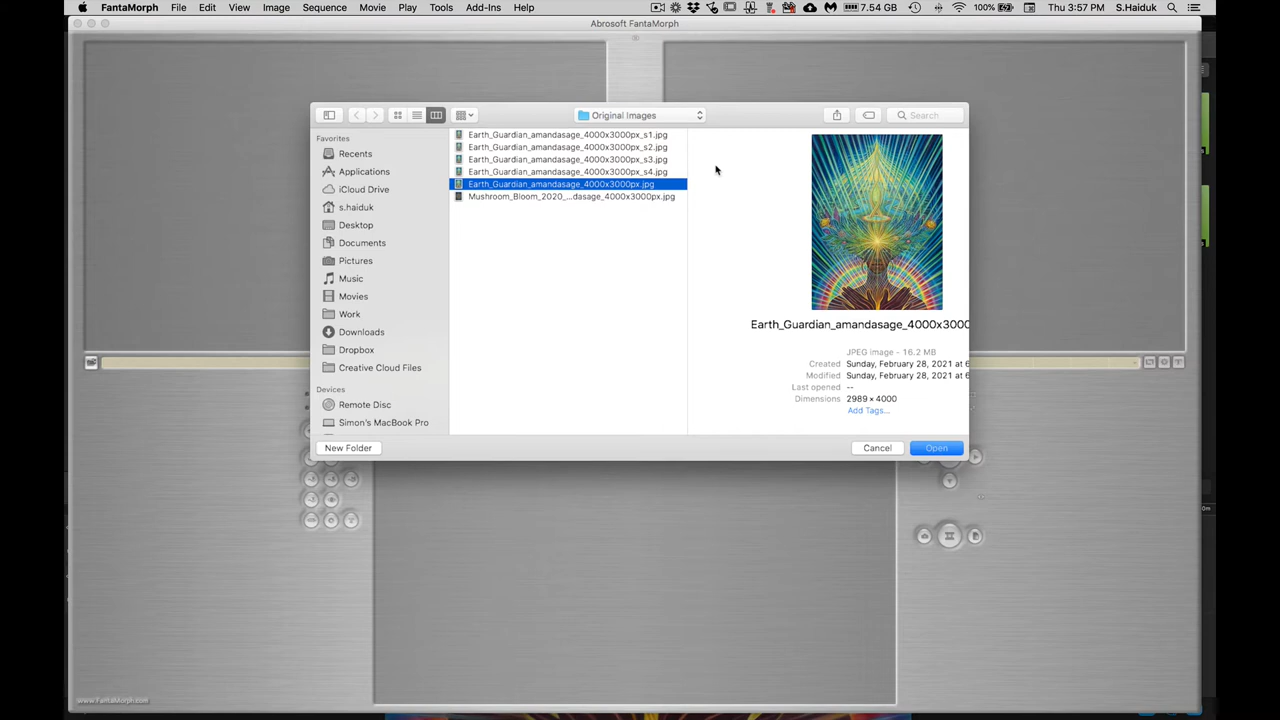 FantaMorph File Edit View Image Sequence Movie Play Tools Add-Ins Help 7.54 GB 100% Thu 3:57 PM S.Haiduk
Abrosoft FantaMorph
Original Images
Search
Favorites
Recents
Applications
iCloud Drive
s.haiduk
Desktop
Documents
Pictures
Music
Movies
Work
Downloads
Dropbox
Creative Cloud Files
Devices
Remote Disc
Simon's MacBook Pro
Earth_Guardian_amandasage_4000x3000px_s1.jpg
Earth_Guardian_amandasage_4000x3000px_s2.jpg
Earth_Guardian_amandasage_4000x3000px_s3.jpg
Earth_Guardian_amandasage_4000x3000px_s4.jpg
Earth_Guardian_amandasage_4000x3000px.jpg
Mushroom_Bloom_2020_...dasage_4000x3000px.jpg
Earth_Guardian_amandasage_4000x3000
JPEG image - 16.2 MB
Created Sunday, February 28, 2021 at 6
Modified Sunday, February 28, 2021 at 6
Last opened --
Dimensions 2989 × 4000
Add Tags...
New Folder
Cancel
Open
www.FantaMorph.com